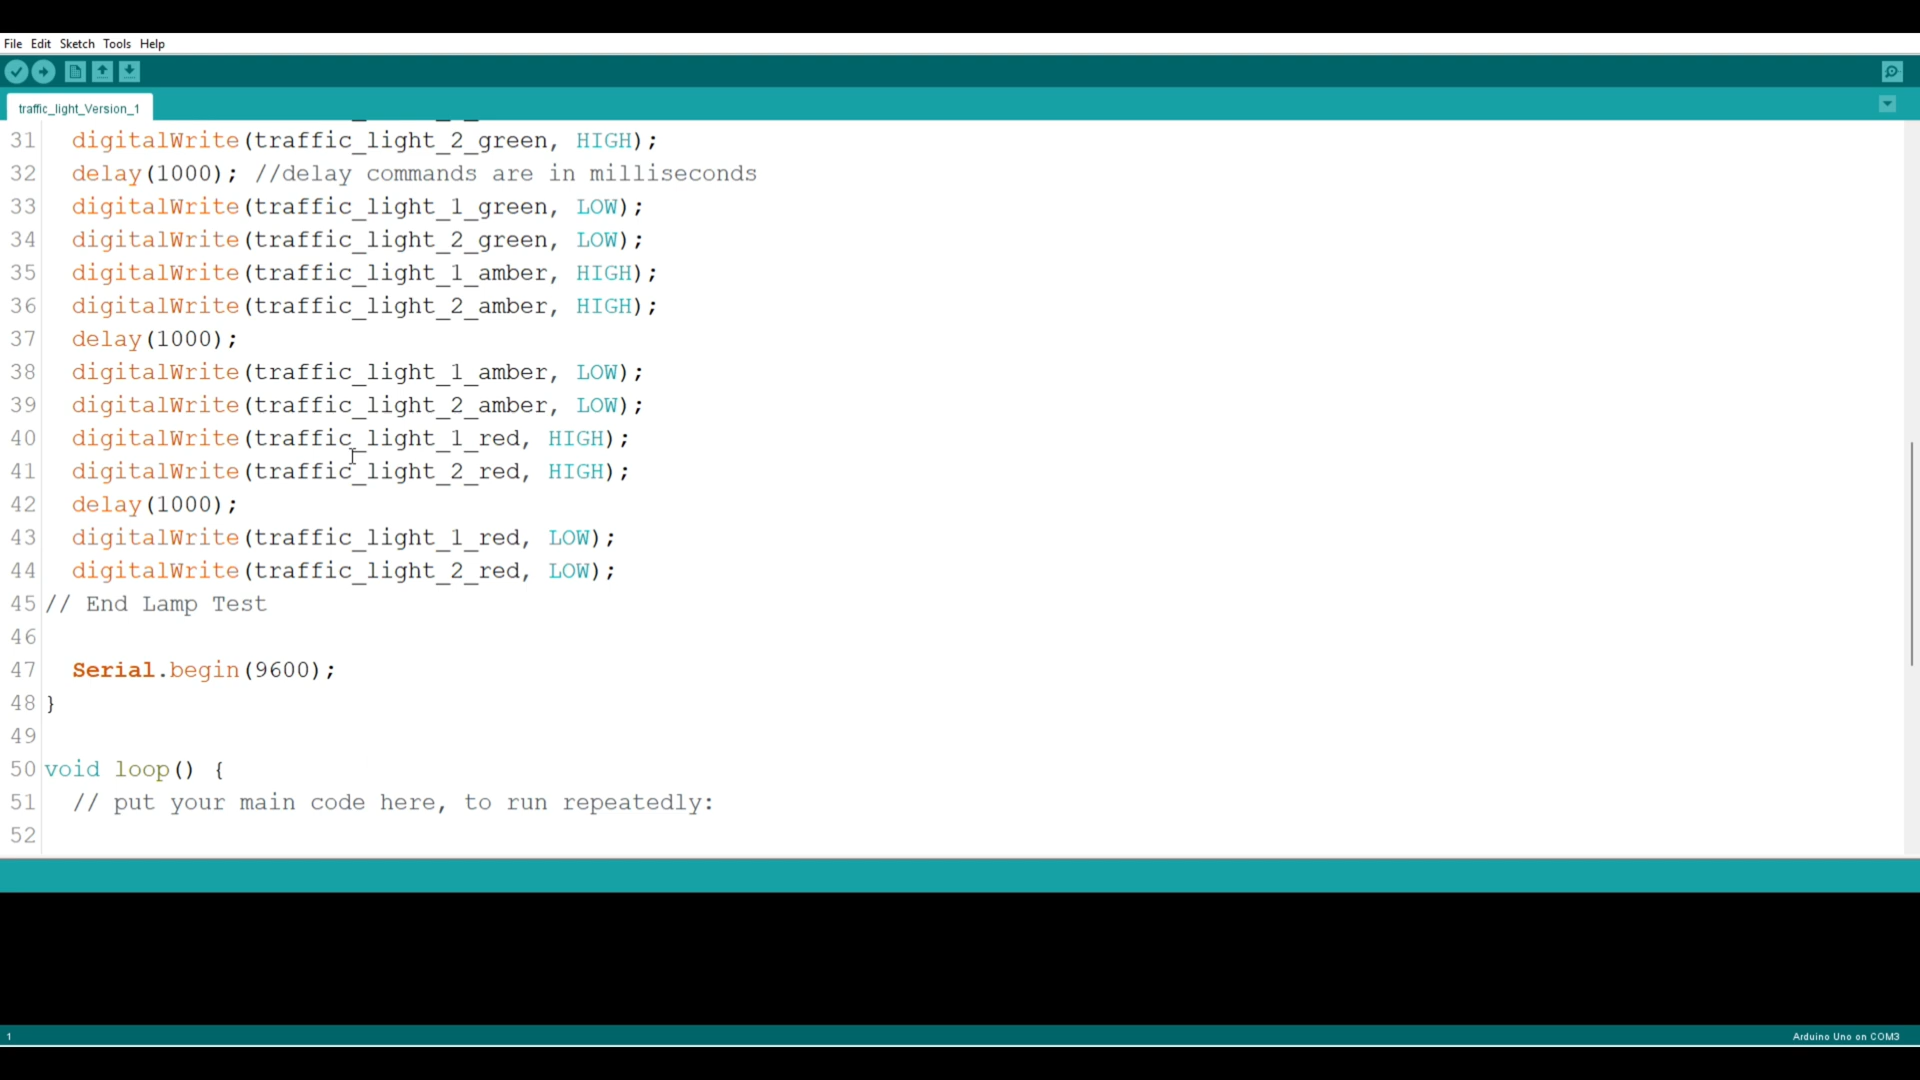 File Edit Sketch Tools Help
traffic_light_Version_1
31 digitalWrite(traffic_light_2_green, HIGH);
32 delay(1000); //delay commands are in milliseconds
33 digitalWrite(traffic_light_1_green, LOW);
34 digitalWrite(traffic_light_2_green, LOW);
35 digitalWrite(traffic_light_1_amber, HIGH);
36 digitalWrite(traffic_light_2_amber, HIGH);
37 delay(1000);
38 digitalWrite(traffic_light_1_amber, LOW);
39 digitalWrite(traffic_light_2_amber, LOW);
40 digitalWrite(traffic_light_1_red, HIGH);
41 digitalWrite(traffic_light_2_red, HIGH);
42 delay(1000);
43 digitalWrite(traffic_light_1_red, LOW);
44 digitalWrite(traffic_light_2_red, LOW);
45 // End Lamp Test
46
47 Serial.begin(9600);
48 }
49
50 void loop() {
51 // put your main code here, to run repeatedly:
52
1 Arduino Uno on COM3